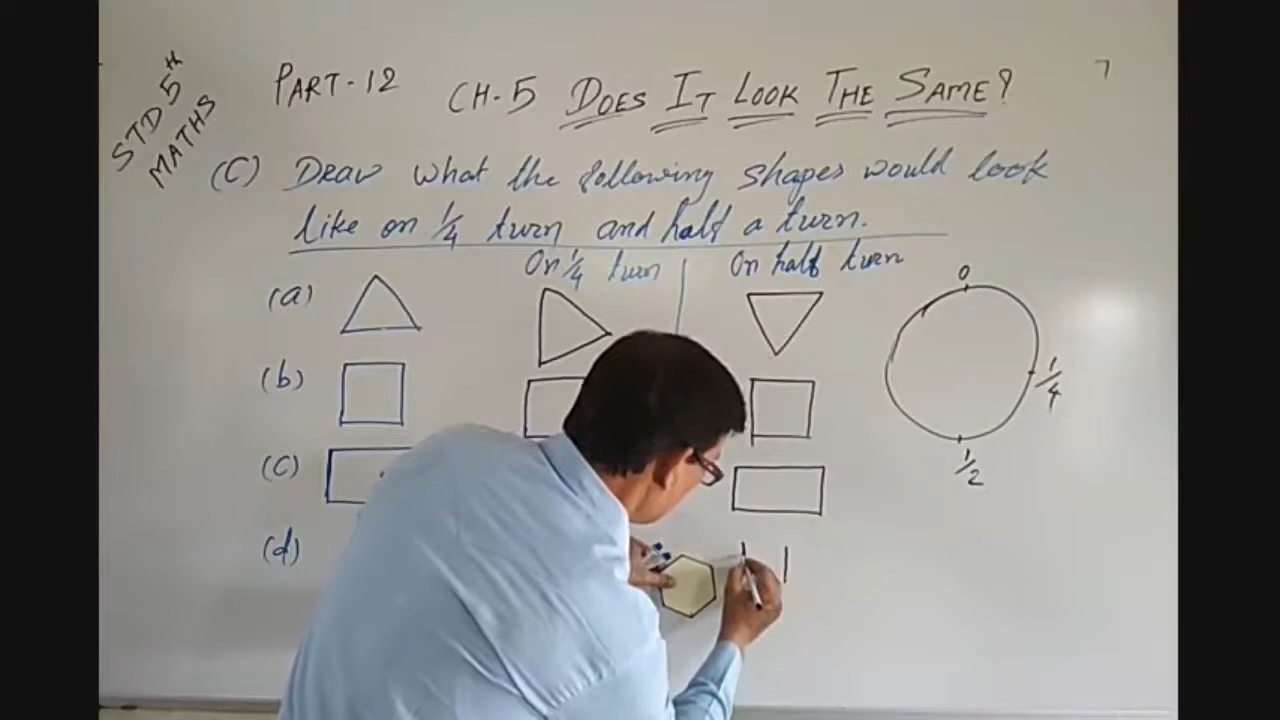 STD 5th
MATHS
PART-12 CH-5 DOES IT LOOK THE SAME?
(C) DRAW what the following shapes would look
like on 1/4 turn and half a turn.
On 1/4 turn On half turn
(a)
(b)
(c)
(d)
0
1/4
1/2